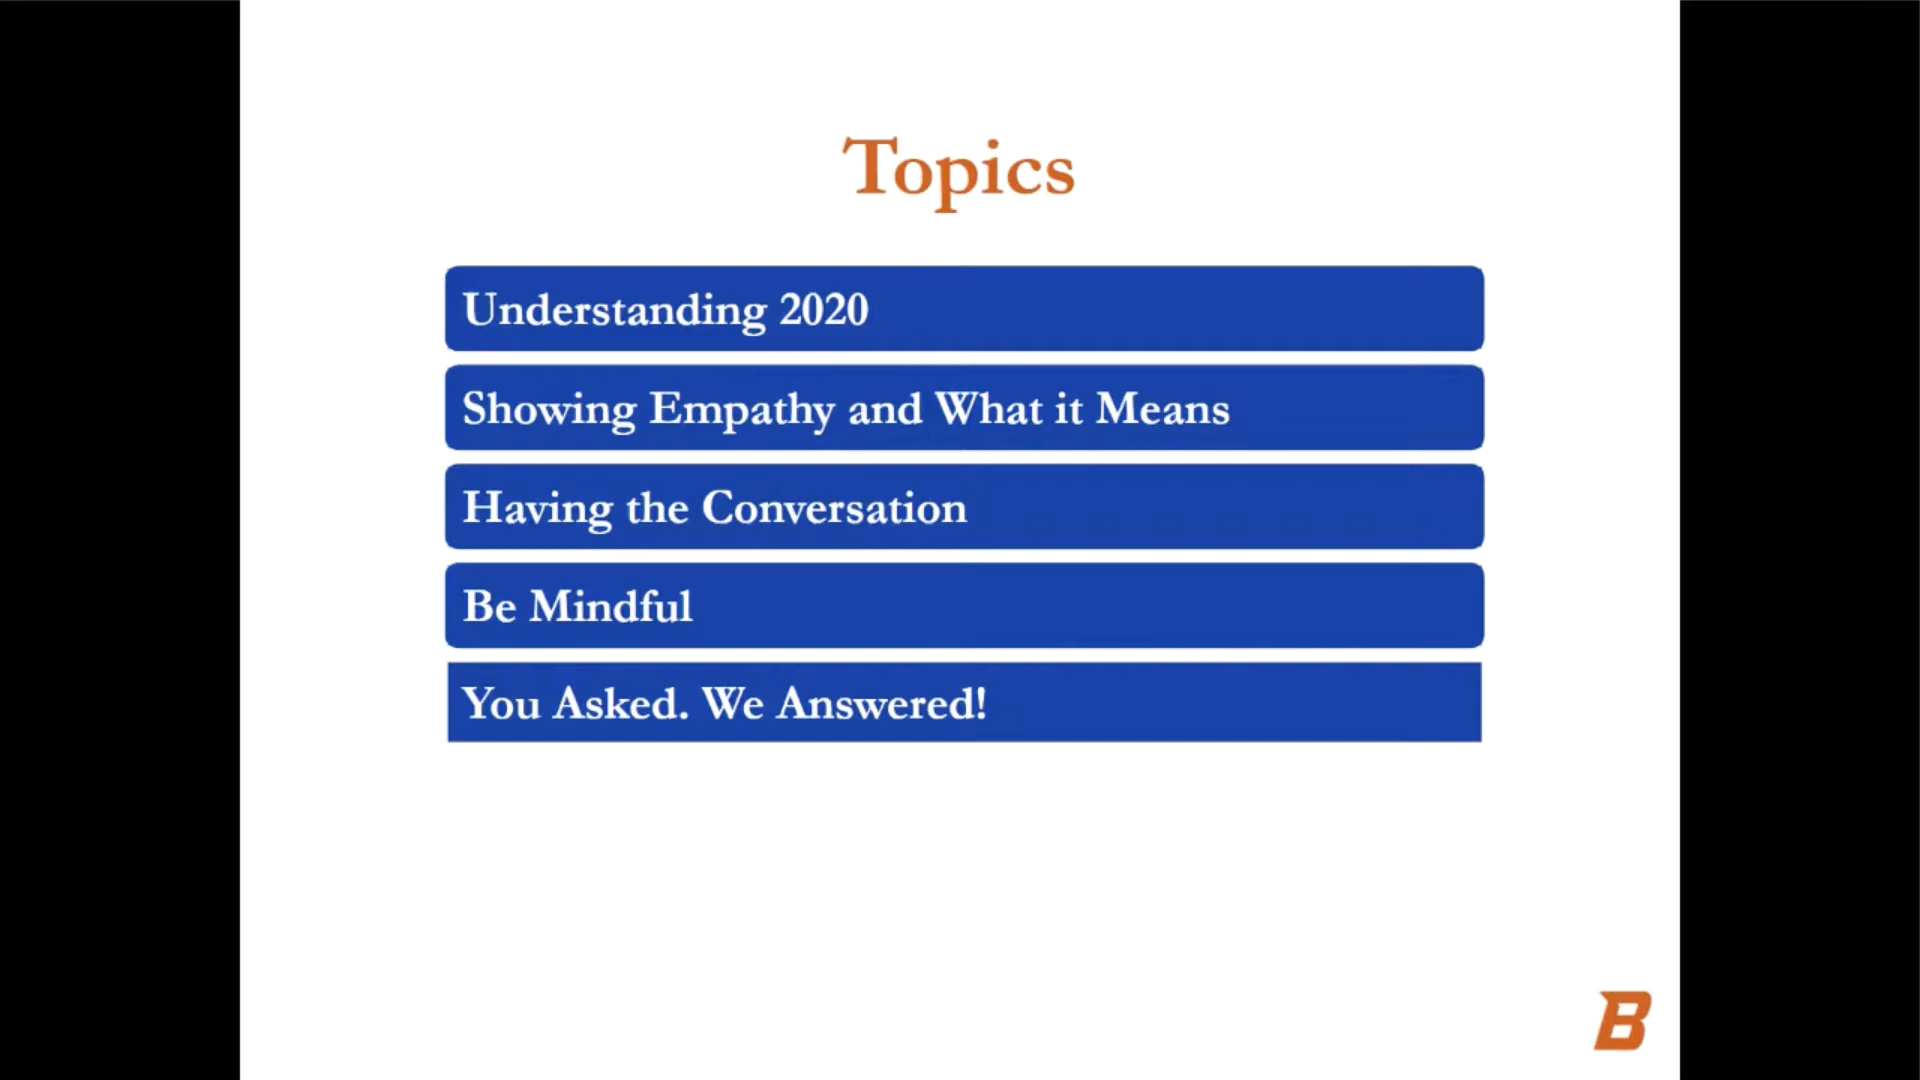 Topics
Understanding 2020
Showing Empathy and What it Means
Having the Conversation
Be Mindful
You Asked. We Answered!
B